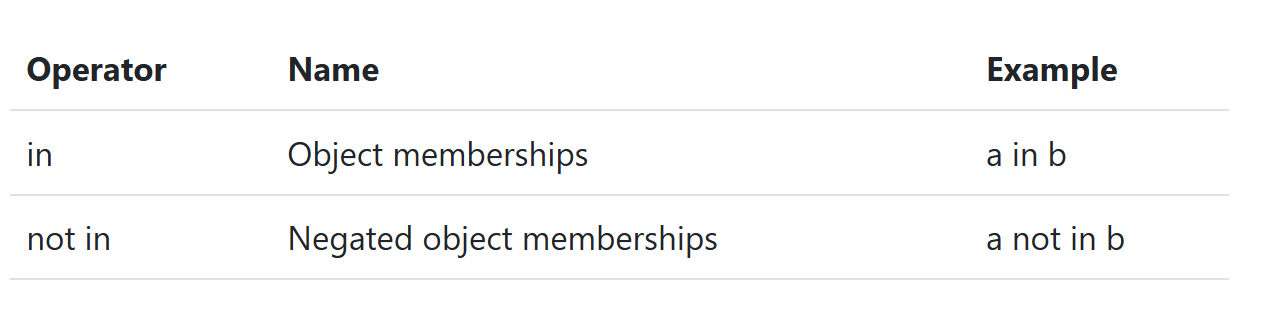 Operator Name Example
in Object memberships a in b
not in Negated object memberships a not in b